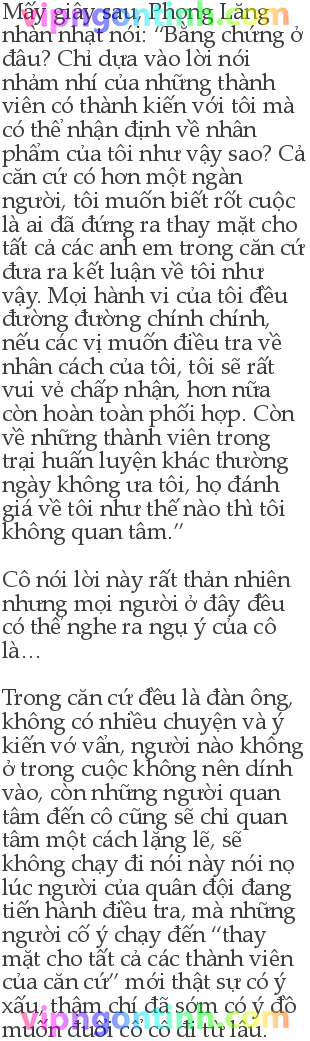 Mấy giây sau, Phong Lăng
nhàn nhạt nói: “Bằng chứng ở
đâu? Chỉ dựa vào lời nói
nhảm nhí của những thành
viên có thành kiến với tôi mà
có thể nhận định về nhân
phẩm của tôi như vậy sao? Cả
căn cứ có hơn một ngàn
người, tôi muốn biết rốt cuộc
là ai đã đứng ra thay mặt cho
tất cả các anh em trong căn cứ
đưa ra kết luận về tôi như
vậy. Mọi hành vi của tôi đều
đường đường chính chính,
nếu các vị muốn điều tra về
nhân cách của tôi, tôi sẽ rất
vui vẻ chấp nhận, hơn nữa
còn hoàn toàn phối hợp. Còn
về những thành viên trong
trại huấn luyện khác thường
ngày không ưa tôi, họ đánh
giá về tôi như thế nào thì tôi
không quan tâm.”
Cô nói lời này rất thản nhiên
nhưng mọi người ở đây đều
có thể nghe ra ngụ ý của cô
là…
Trong căn cứ đều là đàn ông,
không có nhiều chuyện và ý
kiến vớ vẩn, người nào không
ở trong cuộc không nên dính
vào, còn những người quan
tâm đến cô cũng sẽ chỉ quan
tâm một cách lặng lẽ, sẽ
không chạy đi nói này nói nọ
lúc người của quân đội đang
tiến hành điều tra, mà những
người cố ý chạy đến “thay
mặt cho tất cả các thành viên
của căn cứ” mới thật sự có ý
xấu, thậm chí đã sớm có ý đồ
muốn đuổi cổ cô đi từ lâu.
vipngontinh.com
vipngontinh.com